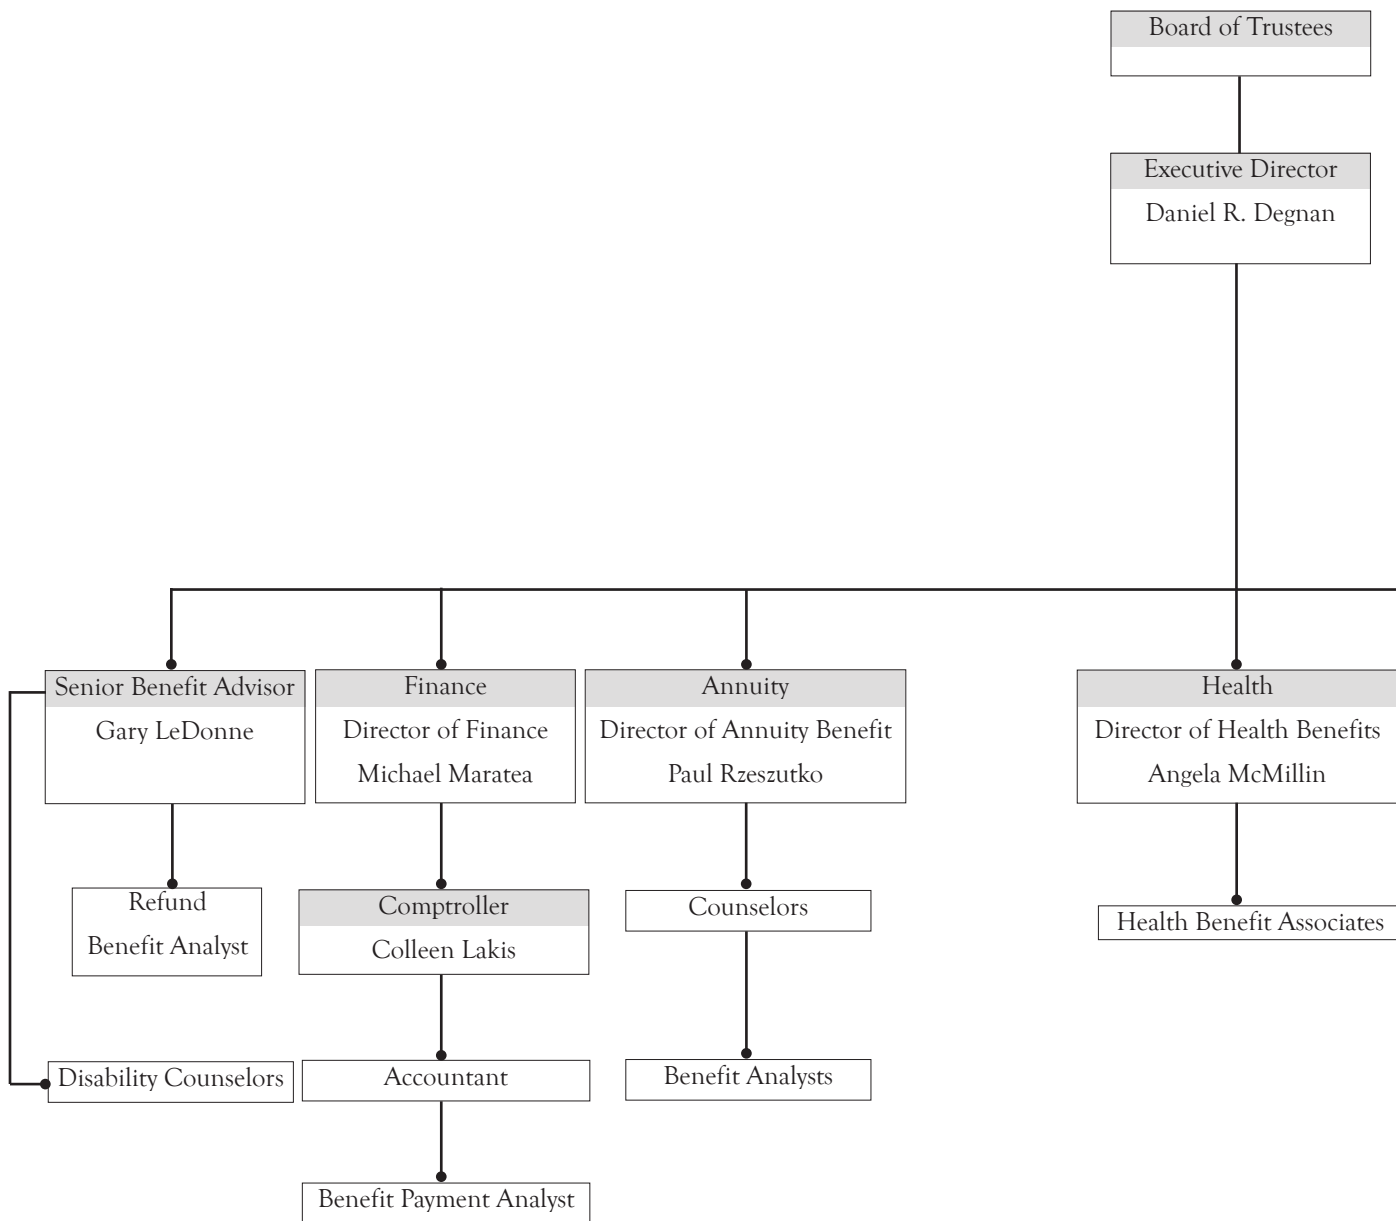 Board of Trustees
Executive Director
Daniel R. Degnan
Senior Benefit Advisor
Gary LeDonne
Finance
Director of Finance
Michael Maratea
Annuity
Director of Annuity Benefit
Paul Rzeszutko
Health
Director of Health Benefits
Angela McMillin
Refund
Benefit Analyst
Comptroller
Colleen Lakis
Counselors
Health Benefit Associates
Disability Counselors
Accountant
Benefit Analysts
Benefit Payment Analyst